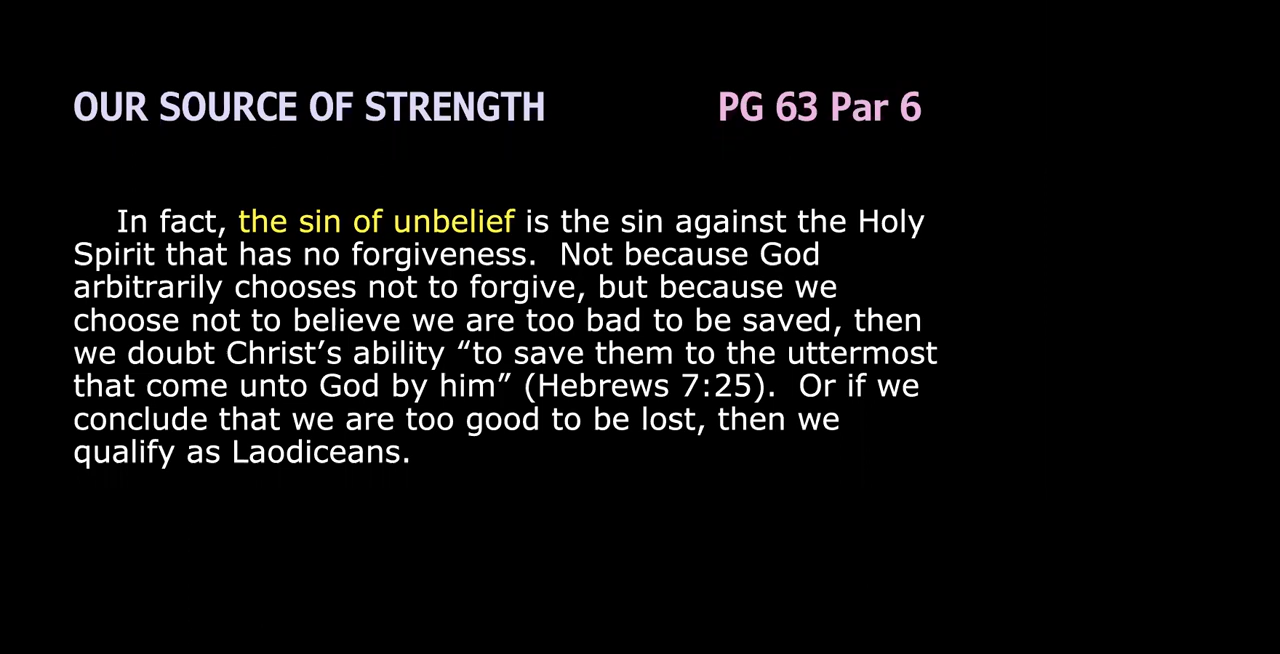 OUR SOURCE OF STRENGTH PG 63 Par 6
In fact, the sin of unbelief is the sin against the Holy
Spirit that has no forgiveness. Not because God
arbitrarily chooses not to forgive, but because we
choose not to believe we are too bad to be saved, then
we doubt Christ’s ability “to save them to the uttermost
that come unto God by him” (Hebrews 7:25). Or if we
conclude that we are too good to be lost, then we
qualify as Laodiceans.